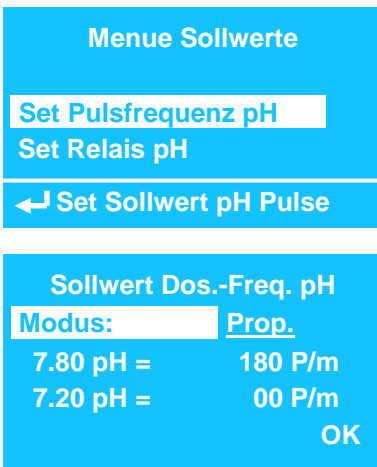 Menue Sollwerte
Set Pulsfrequenz pH
Set Relais pH
Set Sollwert pH Pulse
Sollwert Dos.-Freq. pH
Modus: Prop.
7.80 pH = 180 P/m
7.20 pH = 00 P/m
OK